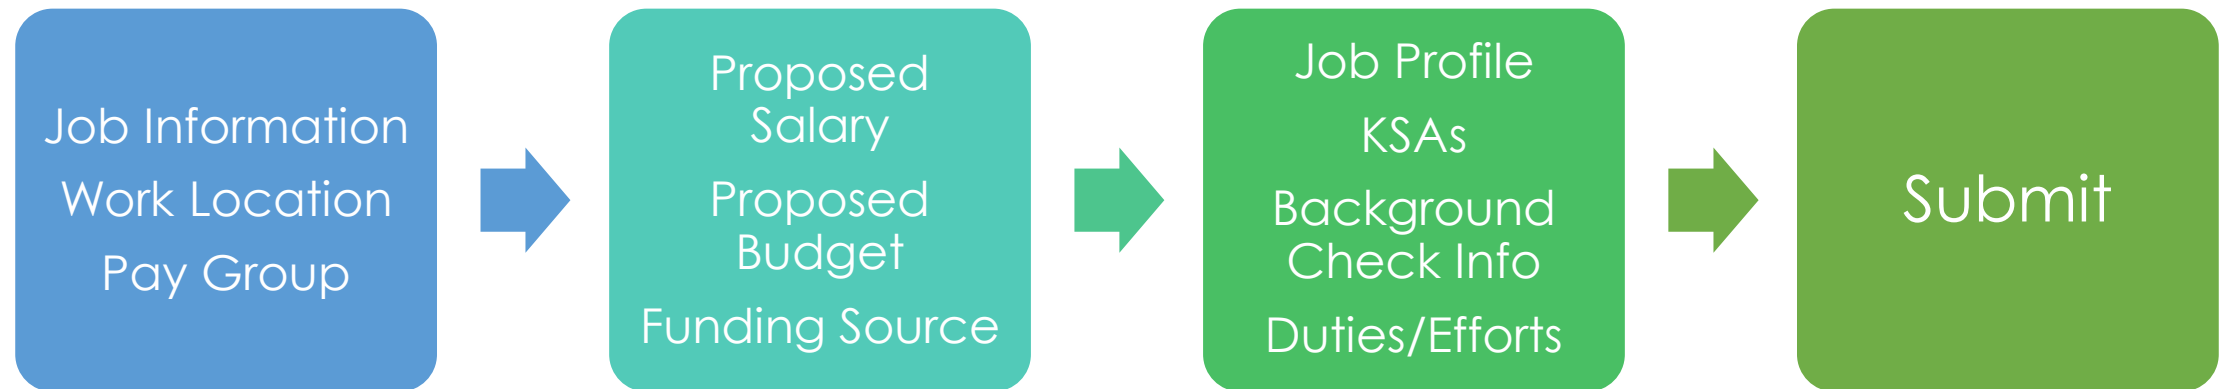 Job Information
Work Location
Pay Group
Proposed
Salary
Proposed
Budget
Funding Source
Job Profile
KSAs
Background
Check Info
Duties/Efforts
Submit